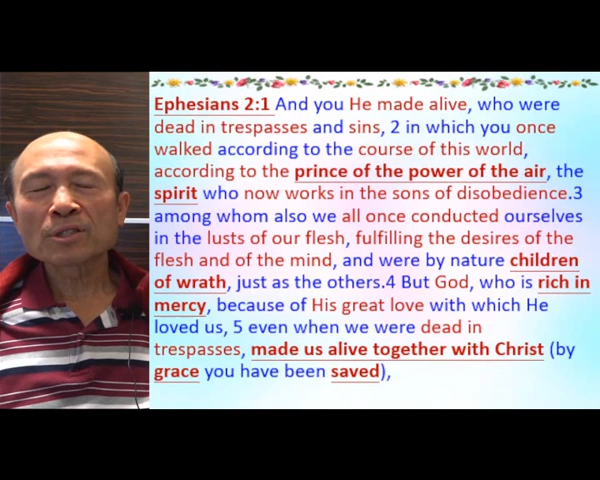 Ephesians 2:1 And you He made alive, who were
dead in trespasses and sins, 2 in which you once
walked according to the course of this world,
according to the prince of the power of the air, the
spirit who now works in the sons of disobedience.3
among whom also we all once conducted ourselves
in the lusts of our flesh, fulfilling the desires of the
flesh and of the mind, and were by nature children
of wrath, just as the others.4 But God, who is rich in
mercy, because of His great love with which He
loved us, 5 even when we were dead in
trespasses, made us alive together with Christ (by
grace you have been saved),